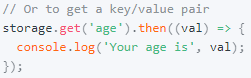 // Or to get a key/value pair
storage.get('age').then((val) => {
  console.log('Your age is', val);
});